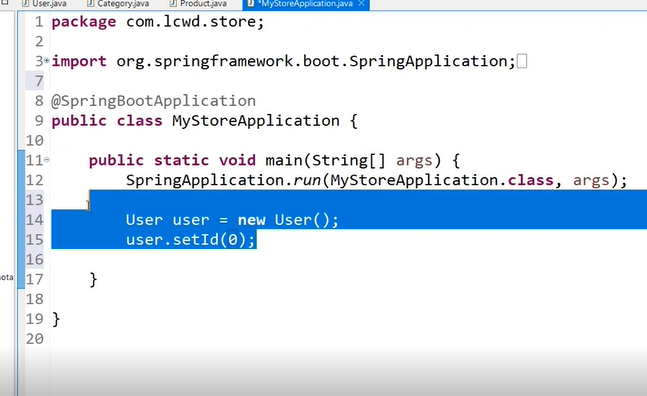 User.java Category.java Product.java *MyStoreApplication.java
1 package com.lcwd.store;
2
3 import org.springframework.boot.SpringApplication;
7
8 @SpringBootApplication
9 public class MyStoreApplication {
10
11 public static void main(String[] args) {
12 SpringApplication.run(MyStoreApplication.class, args);
13
14 User user = new User();
15 user.setId(0);
16
17 }
18
19 }
20